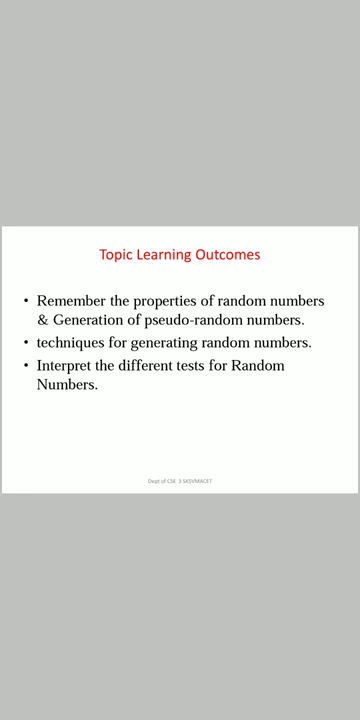 Topic Learning Outcomes
• Remember the properties of random numbers
& Generation of pseudo-random numbers.
• techniques for generating random numbers.
• Interpret the different tests for Random
Numbers.
Dept of CSE 3 SKSVMACET